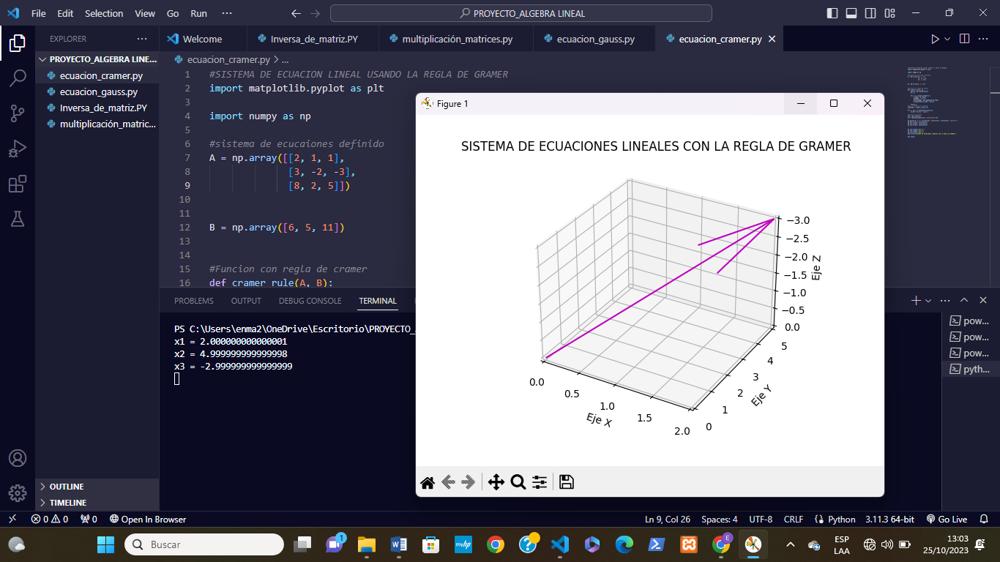 File Edit Selection View Go Run ··· PROYECTO_ALGEBRA LINEAL
EXPLORER ···
PROYECTO_ALGEBRA LINE...
ecuacion_cramer.py
ecuacion_gauss.py
Inversa_de_matriz.PY
multiplicación_matric...
OUTLINE
TIMELINE
Welcome Inversa_de_matriz.PY multiplicación_matrices.py ecuacion_gauss.py ecuacion_cramer.py
ecuacion_cramer.py > ...
1 #SISTEMA DE ECUACION LINEAL USANDO LA REGLA DE GRAMER
2 import matplotlib.pyplot as plt
3
4 import numpy as np
5
6 #sistema de ecucaiones definido
7 A = np.array([[2, 1, 1],
8 [3, -2, -3],
9 [8, 2, 5]])
10
11
12 B = np.array([6, 5, 11])
13
14
15 #Funcion con regla de cramer
16 def cramer_rule(A, B):
PROBLEMS OUTPUT DEBUG CONSOLE TERMINAL
PS C:\Users\enma2\OneDrive\Escritorio\PROYECTO_
x1 = 2.000000000000001
x2 = 4.999999999999998
x3 = -2.999999999999999
pow...
pow...
pow...
pyth...
Figure 1
SISTEMA DE ECUACIONES LINEALES CON LA REGLA DE GRAMER
−3.0
−2.5
−2.0
−1.5
−1.0
−0.5
0.0
Eje Z
5
4
3
2
1
0
Eje Y
0.0
0.5
1.0
1.5
2.0
Eje X
0 0 0 Open In Browser Ln 9, Col 26 Spaces: 4 UTF-8 CRLF Python 3.11.3 64-bit Go Live
Buscar 1 myhp E ESP
LAA
13:03
25/10/2023